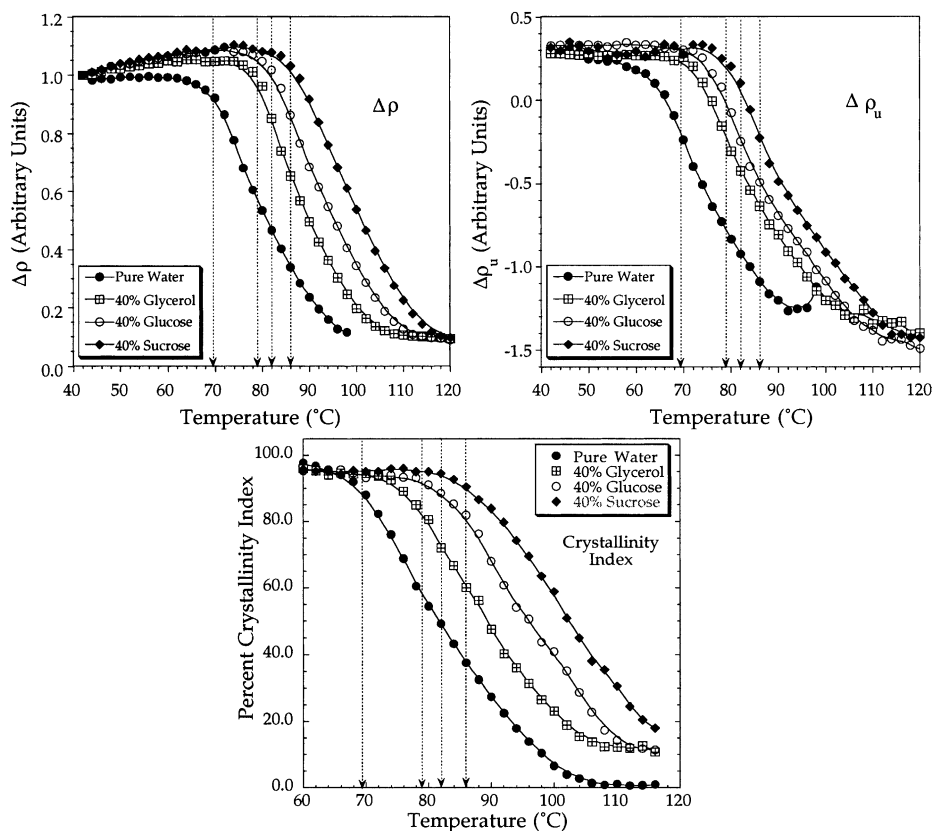 1.2
1.0
0.8
0.6
0.4
0.2
0.0
Δρ (Arbitrary Units)
Δρ
Pure Water
40% Glycerol
40% Glucose
40% Sucrose
40 50 60 70 80 90 100 110 120
Temperature (°C)
0.5
0.0
-0.5
-1.0
-1.5
Δρu (Arbitrary Units)
Δ ρu
Pure Water
40% Glycerol
40% Glucose
40% Sucrose
40 50 60 70 80 90 100 110 120
Temperature (°C)
100.0
80.0
60.0
40.0
20.0
0.0
Percent Crystallinity Index
Pure Water
40% Glycerol
40% Glucose
40% Sucrose
Crystallinity
Index
60 70 80 90 100 110 120
Temperature (°C)